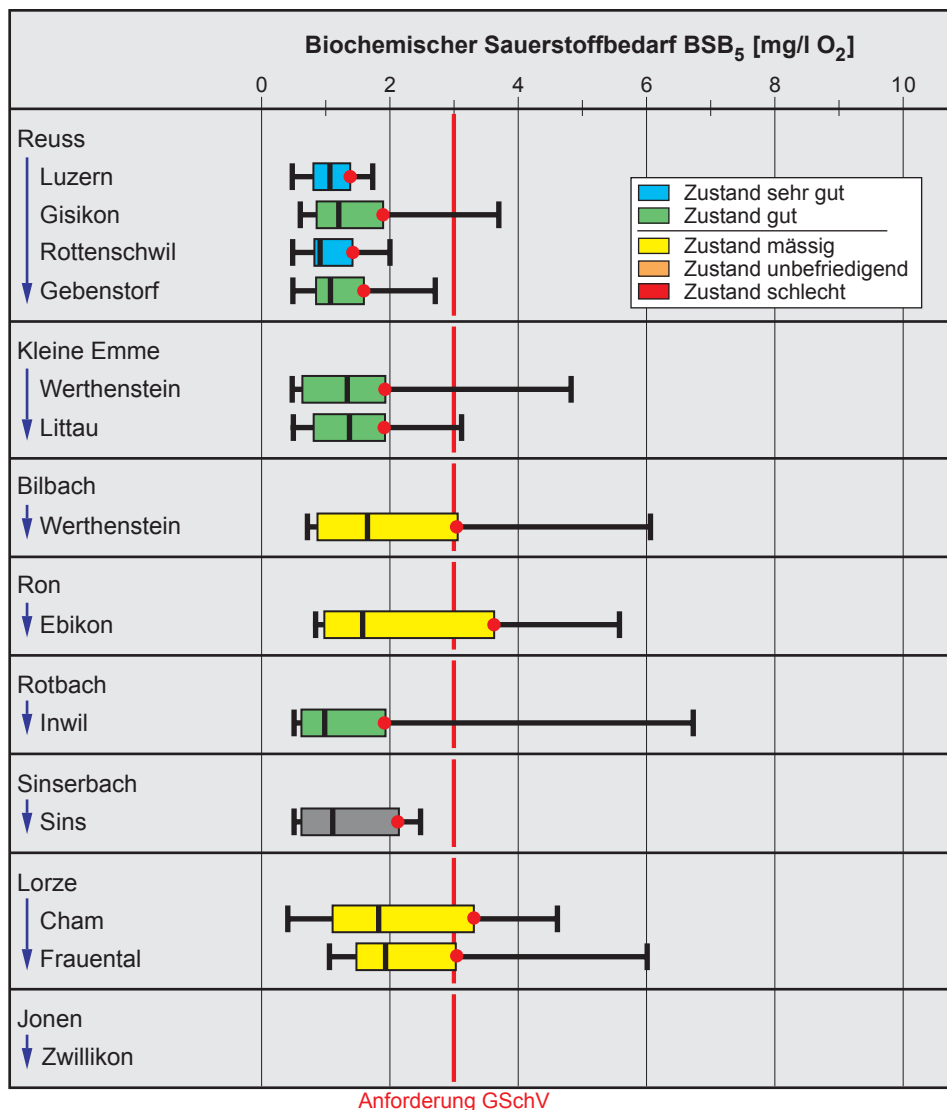 Biochemischer Sauerstoffbedarf BSB5 [mg/l O2]
0 2 4 6 8 10
Reuss
Luzern
Gisikon
Rottenschwil
Gebenstorf
Zustand sehr gut
Zustand gut
Zustand mässig
Zustand unbefriedigend
Zustand schlecht
Kleine Emme
Werthenstein
Littau
Bilbach
Werthenstein
Ron
Ebikon
Rotbach
Inwil
Sinserbach
Sins
Lorze
Cham
Frauental
Jonen
Zwillikon
Anforderung GSchV